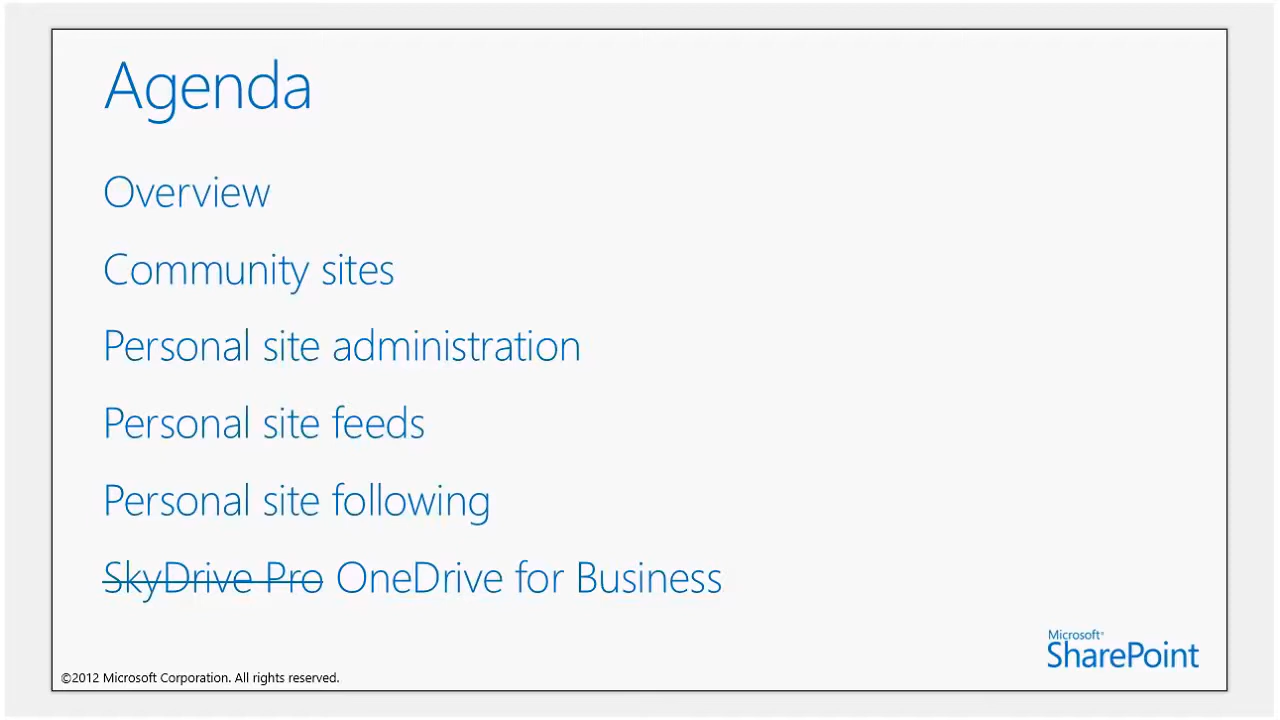 Agenda
Overview
Community sites
Personal site administration
Personal site feeds
Personal site following
SkyDrive Pro OneDrive for Business
Microsoft®
SharePoint
©2012 Microsoft Corporation. All rights reserved.